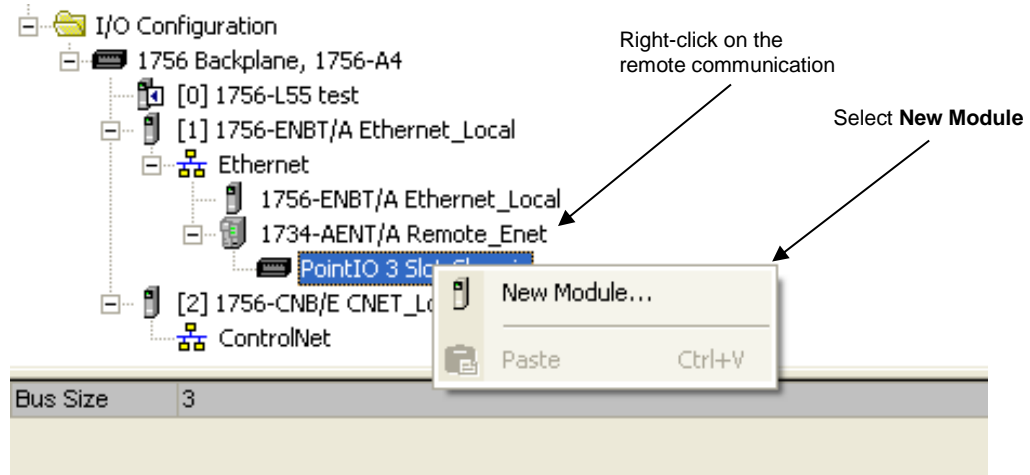 I/O Configuration
1756 Backplane, 1756-A4
[0] 1756-L55 test
[1] 1756-ENBT/A Ethernet_Local
Ethernet
1756-ENBT/A Ethernet_Local
1734-AENT/A Remote_Enet
PointIO 3
[2] 1756-CNB/E
ControlNet
Right-click on the
remote communication
Select New Module
New Module...
Paste Ctrl+V
Bus Size 3